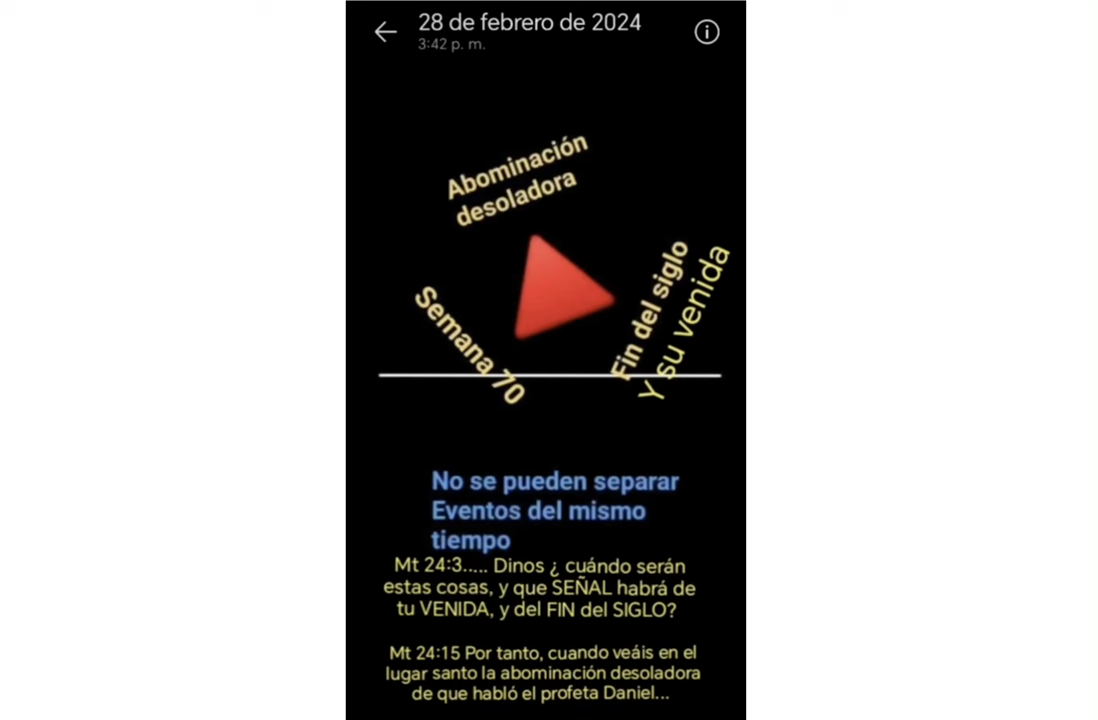 28 de febrero de 2024
3:42 p. m.
Abominación
desoladora
Semana 70
Fin del siglo
Y su venida
No se pueden separar
Eventos del mismo
tiempo
Mt 24:3..... Dinos ¿ cuándo serán
estas cosas, y que SEÑAL habrá de
tu VENIDA, y del FIN del SIGLO?
Mt 24:15 Por tanto, cuando veáis en el
lugar santo la abominación desoladora
de que habló el profeta Daniel...